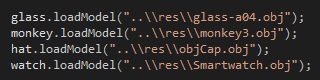 glass.loadModel("..\\res\\glass-a04.obj");
monkey.loadModel("..\\res\\monkey3.obj");
hat.loadModel("..\\res\\objCap.obj");
watch.loadModel("..\\res\\Smartwatch.obj");